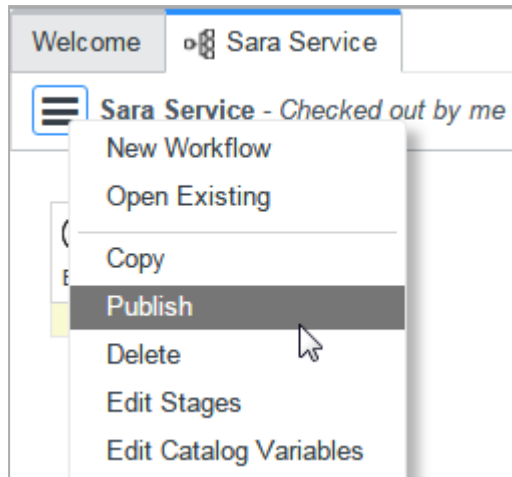 Welcome
Sara Service
Sara Service - Checked out by me
New Workflow
Open Existing
Copy
Publish
Delete
Edit Stages
Edit Catalog Variables